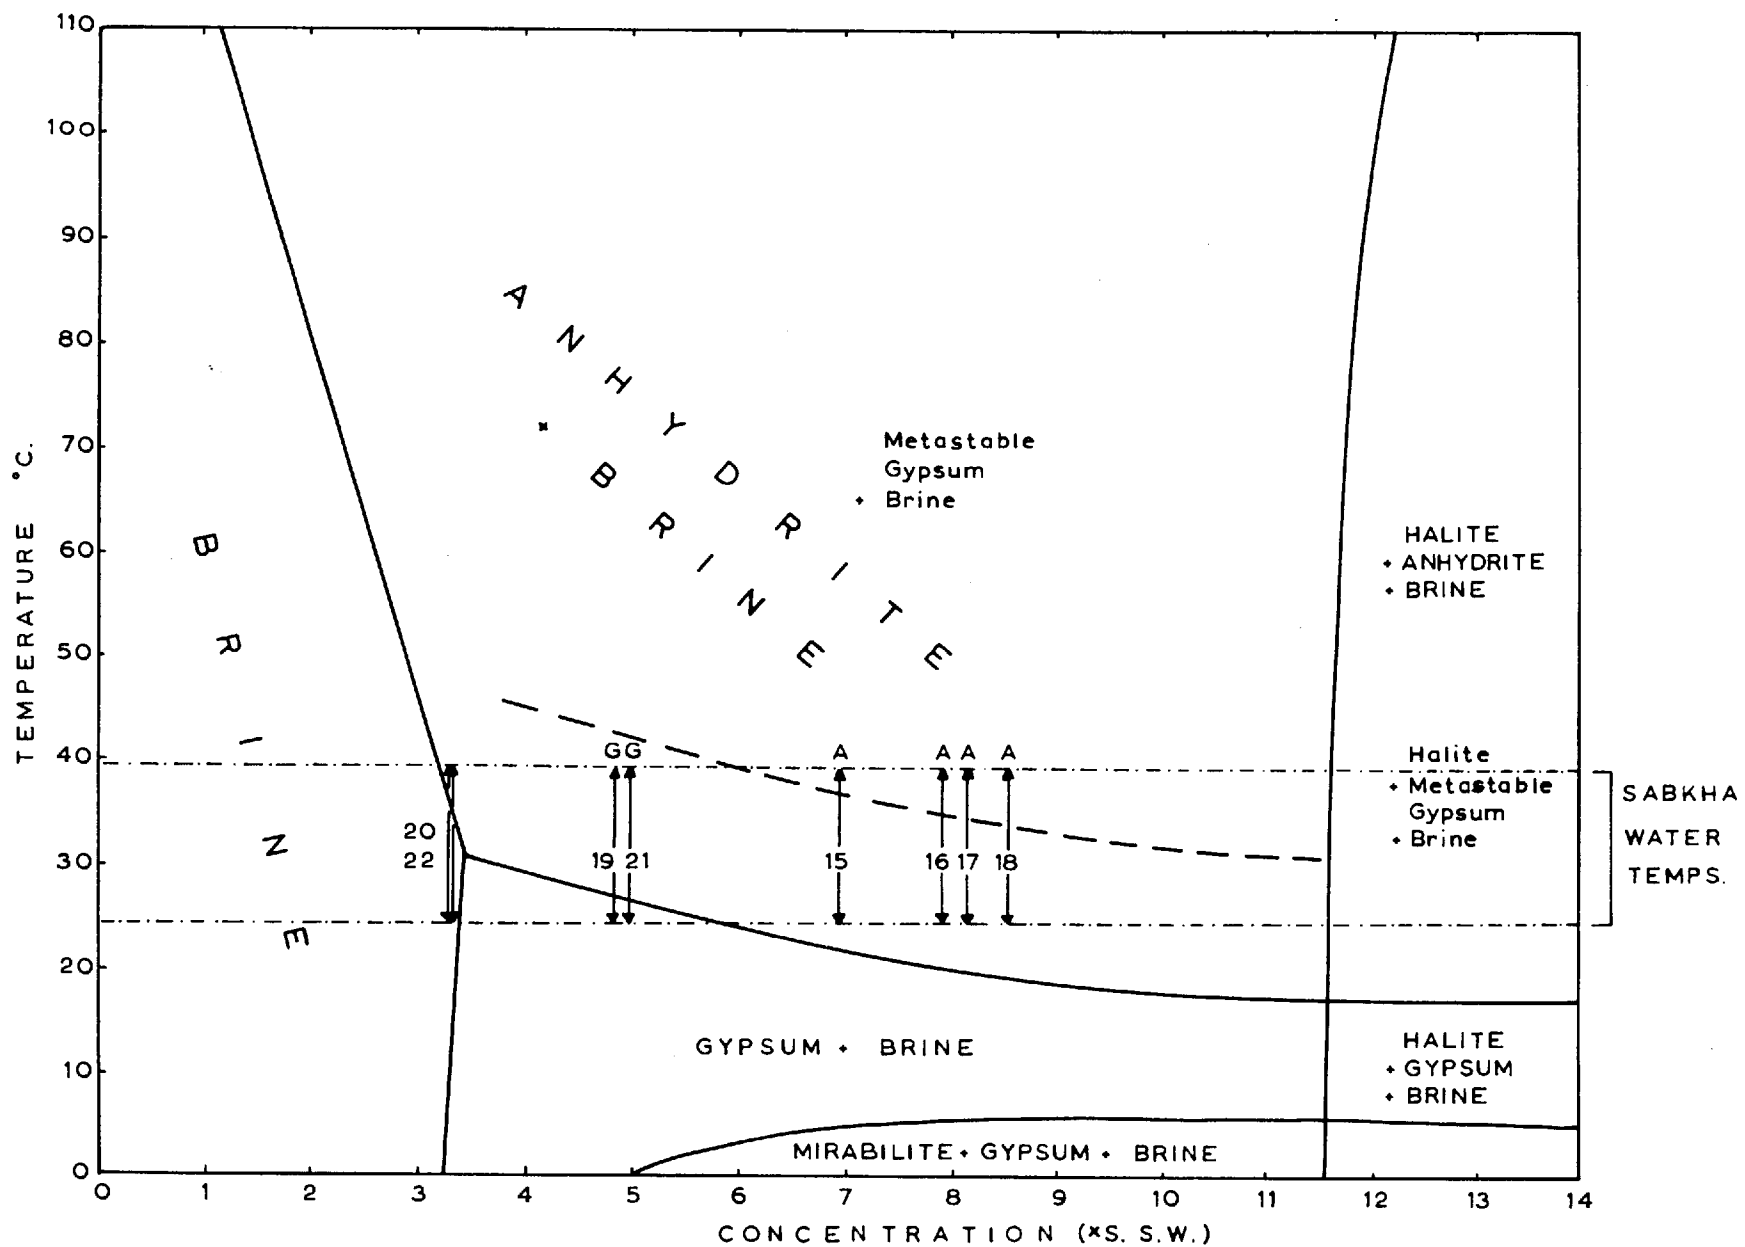 110
100
90
80
70
60
50
40
30
20
10
0
TEMPERATURE °C.
0 1 2 3 4 5 6 7 8 9 10 11 12 13 14
CONCENTRATION (×S.S.W.)
BRINE
ANHYDRITE
+ BRINE
Metastable
Gypsum
+ Brine
HALITE
+ ANHYDRITE
+ BRINE
G G A A A A
20
22
19 21 15 16 17 18
Halite
+ Metastable
Gypsum
+ Brine
SABKHA
WATER
TEMPS.
GYPSUM + BRINE
HALITE
+ GYPSUM
+ BRINE
MIRABILITE + GYPSUM + BRINE